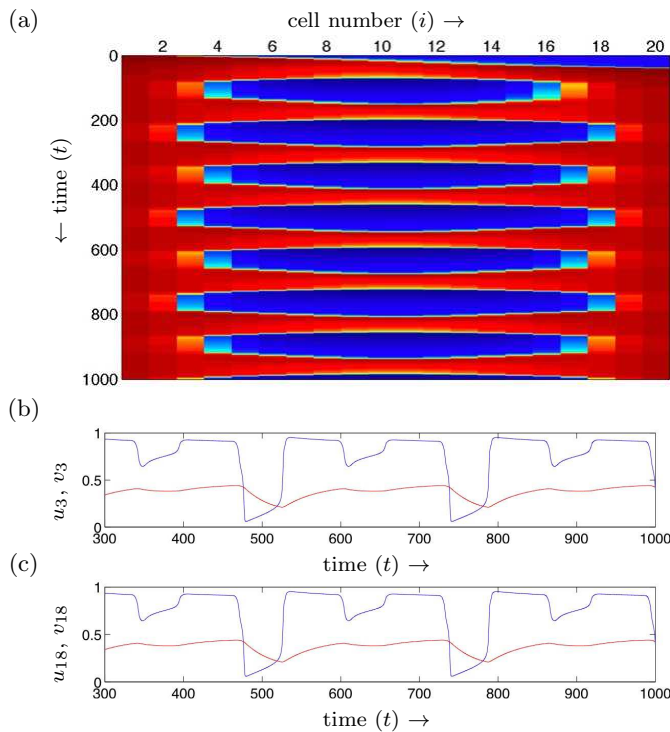 (a)
cell number (i) →
2 4 6 8 10 12 14 16 18 20
← time (t)
0
200
400
600
800
1000
(b)
u3, v3
1
0.5
0
300 400 500 600 700 800 900 1000
time (t) →
(c)
u18, v18
1
0.5
0
300 400 500 600 700 800 900 1000
time (t) →